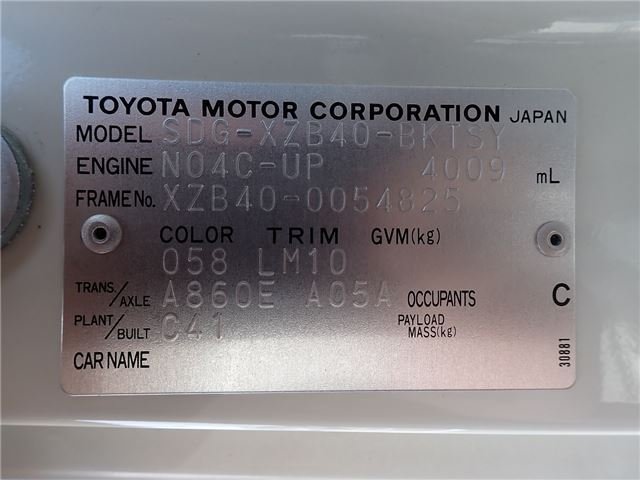 TOYOTA MOTOR CORPORATION JAPAN
MODEL SDG-XZB40-BKTSY
ENGINE N04C-UP 4009 mL
FRAME No. XZB40-0054825
COLOR TRIM GVM(kg)
058 LM10
TRANS./AXLE A860E A05A OCCUPANTS C
PLANT/BUILT C41 PAYLOAD MASS(kg)
CAR NAME
30881